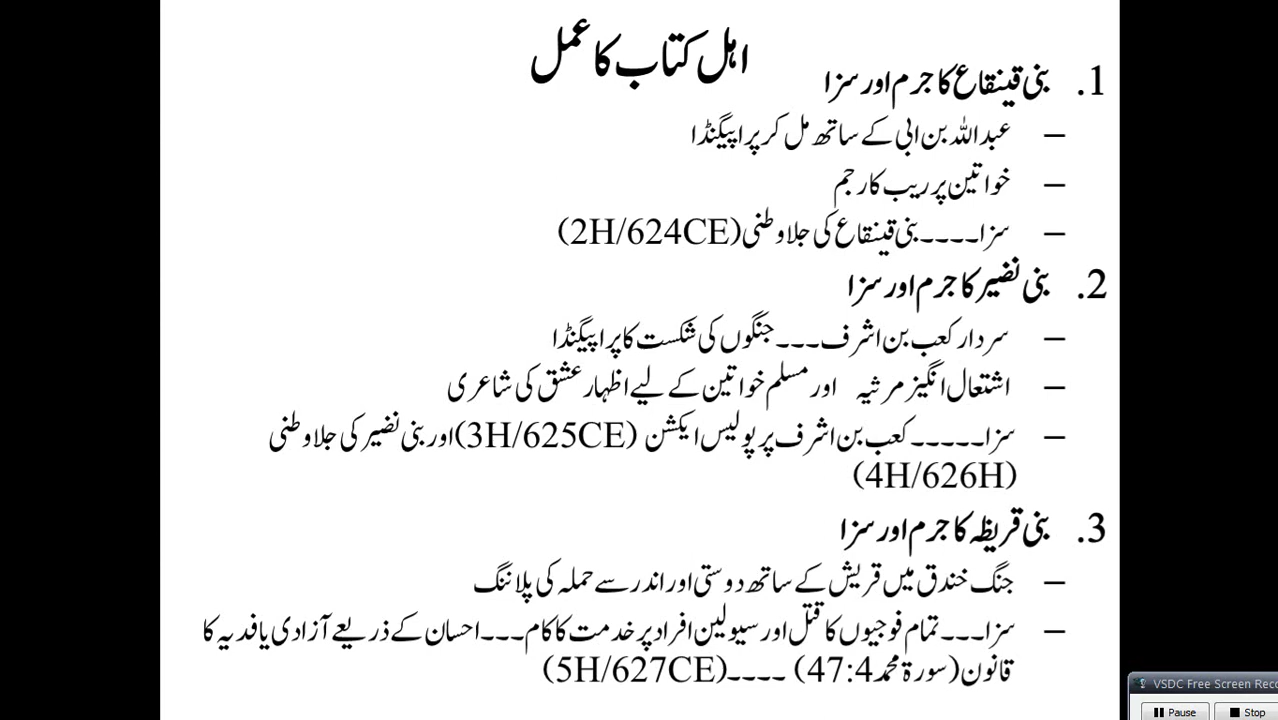 اہل کتاب کا عمل
1. بنی قینقاع کا جرم اور سزا
– عبداللہ بن ابی کے ساتھ مل کر پراپیگنڈا
– خواتین پر ریب کا رجم
– سزا۔۔۔۔بنی قینقاع کی جلاوطنی (2H/624CE)
2. بنی نضیر کا جرم اور سزا
– سردار کعب بن اشرف۔۔۔جنگوں کی شکست کا پراپیگنڈا
– اشتعال انگیز مرثیہ اور مسلم خواتین کے لیے اظہار عشق کی شاعری
– سزا۔۔۔۔۔کعب بن اشرف پر پولیس ایکشن (3H/625CE) اور بنی نضیر کی جلاوطنی
(4H/626H)
3. بنی قریظہ کا جرم اور سزا
– جنگ خندق میں قریش کے ساتھ دوستی اور اندر سے حملہ کی پلاننگ
– سزا۔۔۔تمام فوجیوں کا قتل اور سیولین افراد پر خدمت کا کام۔۔۔احسان کے ذریعے آزادی یا فدیہ کا
قانون (سورۃ محمد 47:4) ۔۔۔۔(5H/627CE)
VSDC Free Screen Reco
Pause Stop